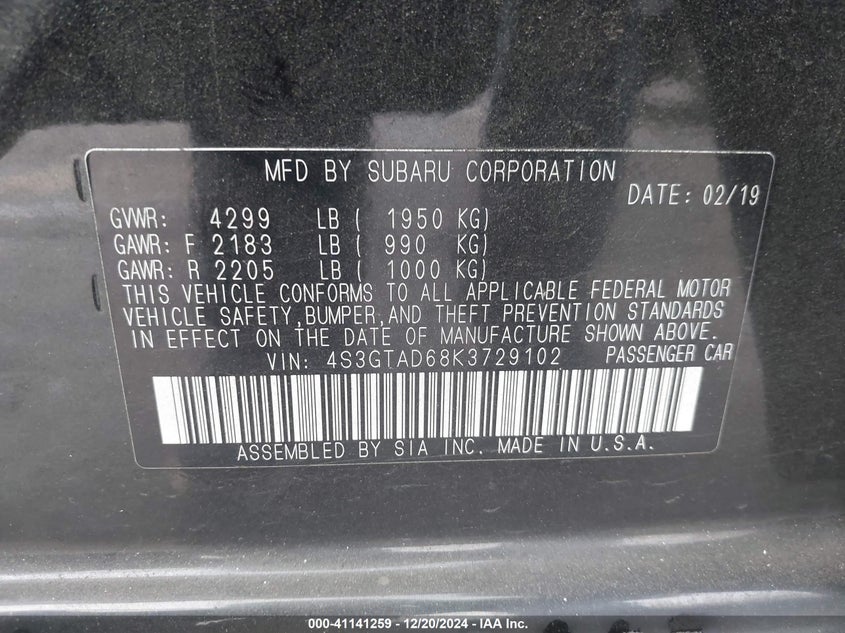 MFD BY SUBARU CORPORATION
DATE: 02/19
GVWR: 4299 LB ( 1950 KG)
GAWR: F 2183 LB ( 990 KG)
GAWR: R 2205 LB ( 1000 KG)
THIS VEHICLE CONFORMS TO ALL APPLICABLE FEDERAL MOTOR
VEHICLE SAFETY, BUMPER, AND THEFT PREVENTION STANDARDS
IN EFFECT ON THE DATE OF MANUFACTURE SHOWN ABOVE.
VIN: 4S3GTAD68K3729102 PASSENGER CAR
ASSEMBLED BY SIA INC. MADE IN U.S.A.
000-41141259 - 12/20/2024 - IAA Inc.